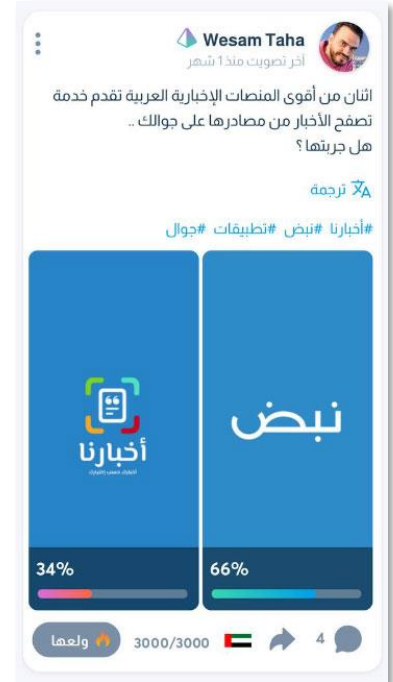 Wesam Taha
آخر تصويت منذ 1 شهر
اثنان من أقوى المنصات الإخبارية العربية تقدم خدمة
تصفح الأخبار من مصادرها على جوالك ..
هل جربتها ؟
ترجمة
#أخبارنا #نبض #تطبيقات #جوال
نبض
أخبارنا
66%
34%
4
3000/3000
ولعها